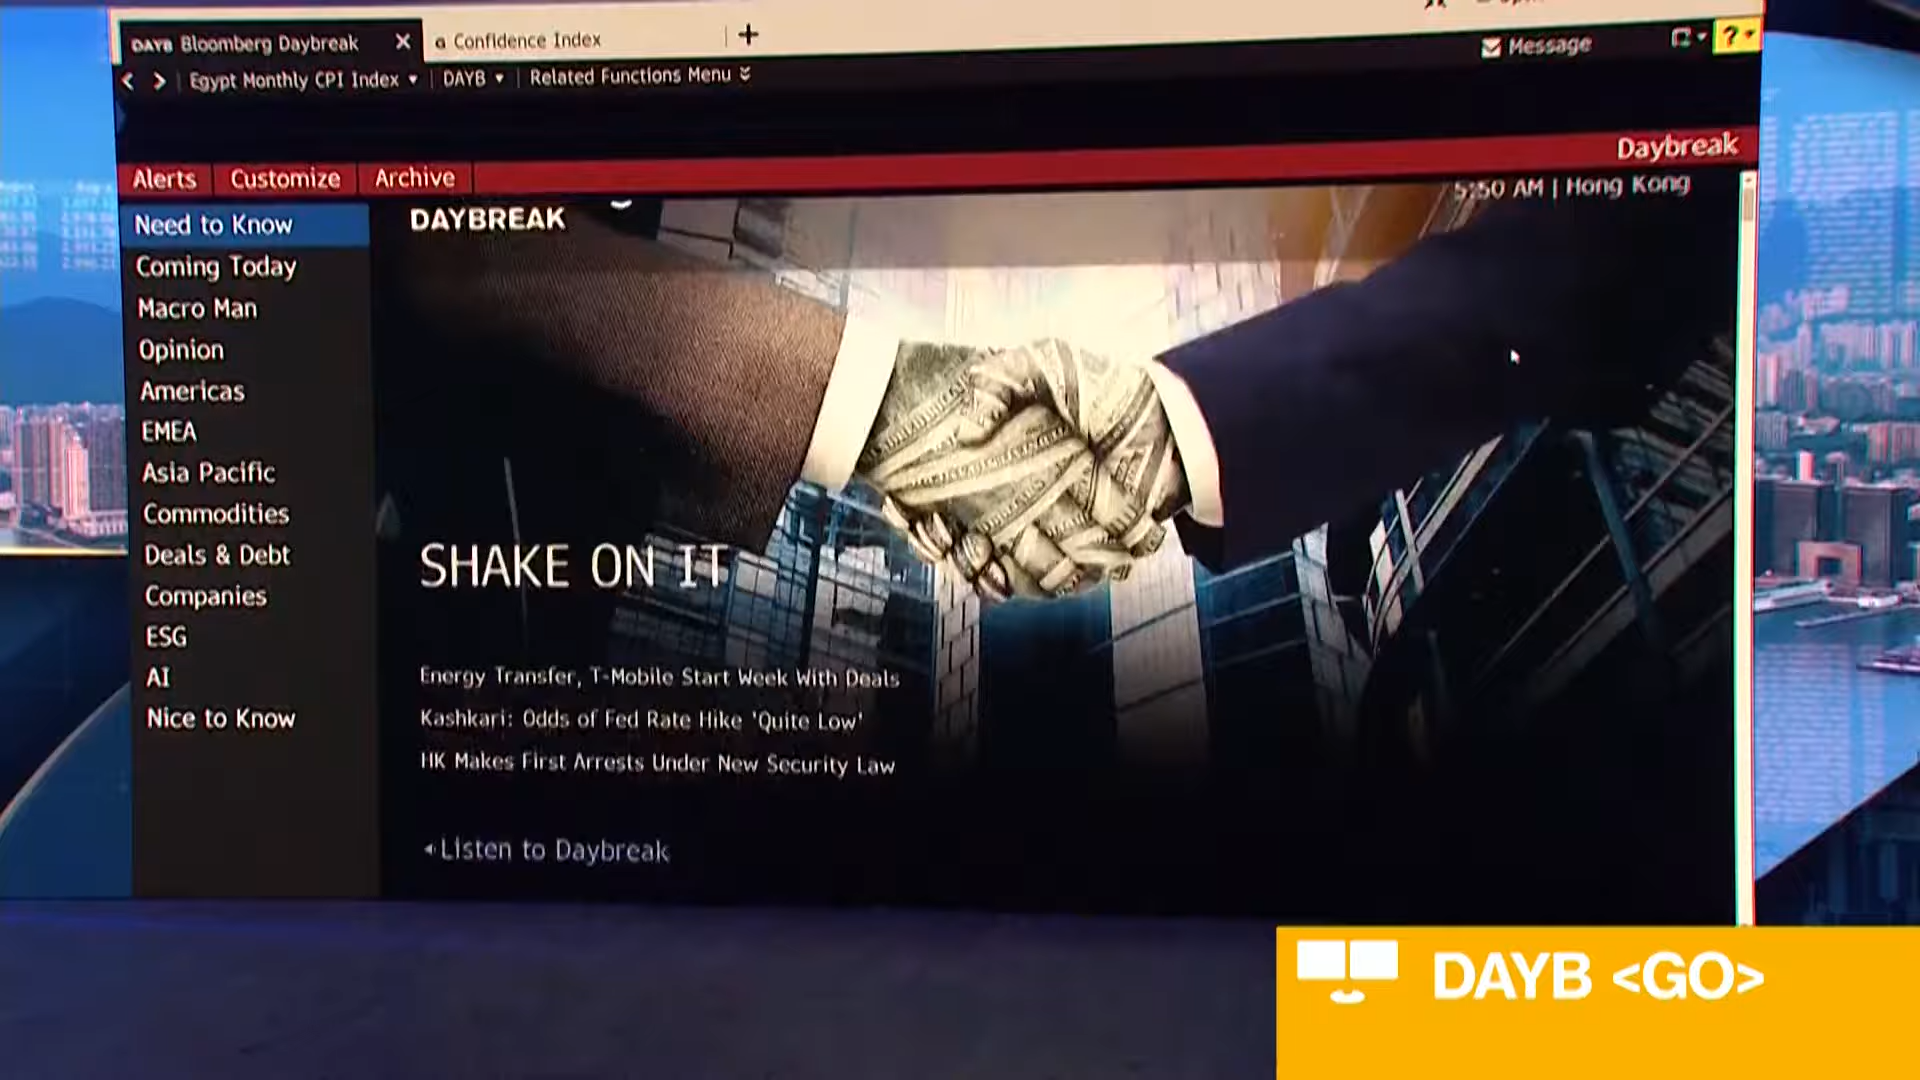 DAYB Bloomberg Daybreak X
Confidence Index
+
Message
?
< > Egypt Monthly CPI Index
DAYB
Related Functions Menu
Daybreak
Alerts
Customize
Archive
5:50 AM | Hong Kong
DAYBREAK
Need to Know
Coming Today
Macro Man
Opinion
Americas
EMEA
Asia Pacific
Commodities
Deals & Debt
Companies
ESG
AI
Nice to Know
SHAKE ON IT
Energy Transfer, T-Mobile Start Week With Deals
Kashkari: Odds of Fed Rate Hike 'Quite Low'
HK Makes First Arrests Under New Security Law
Listen to Daybreak
DAYB <GO>